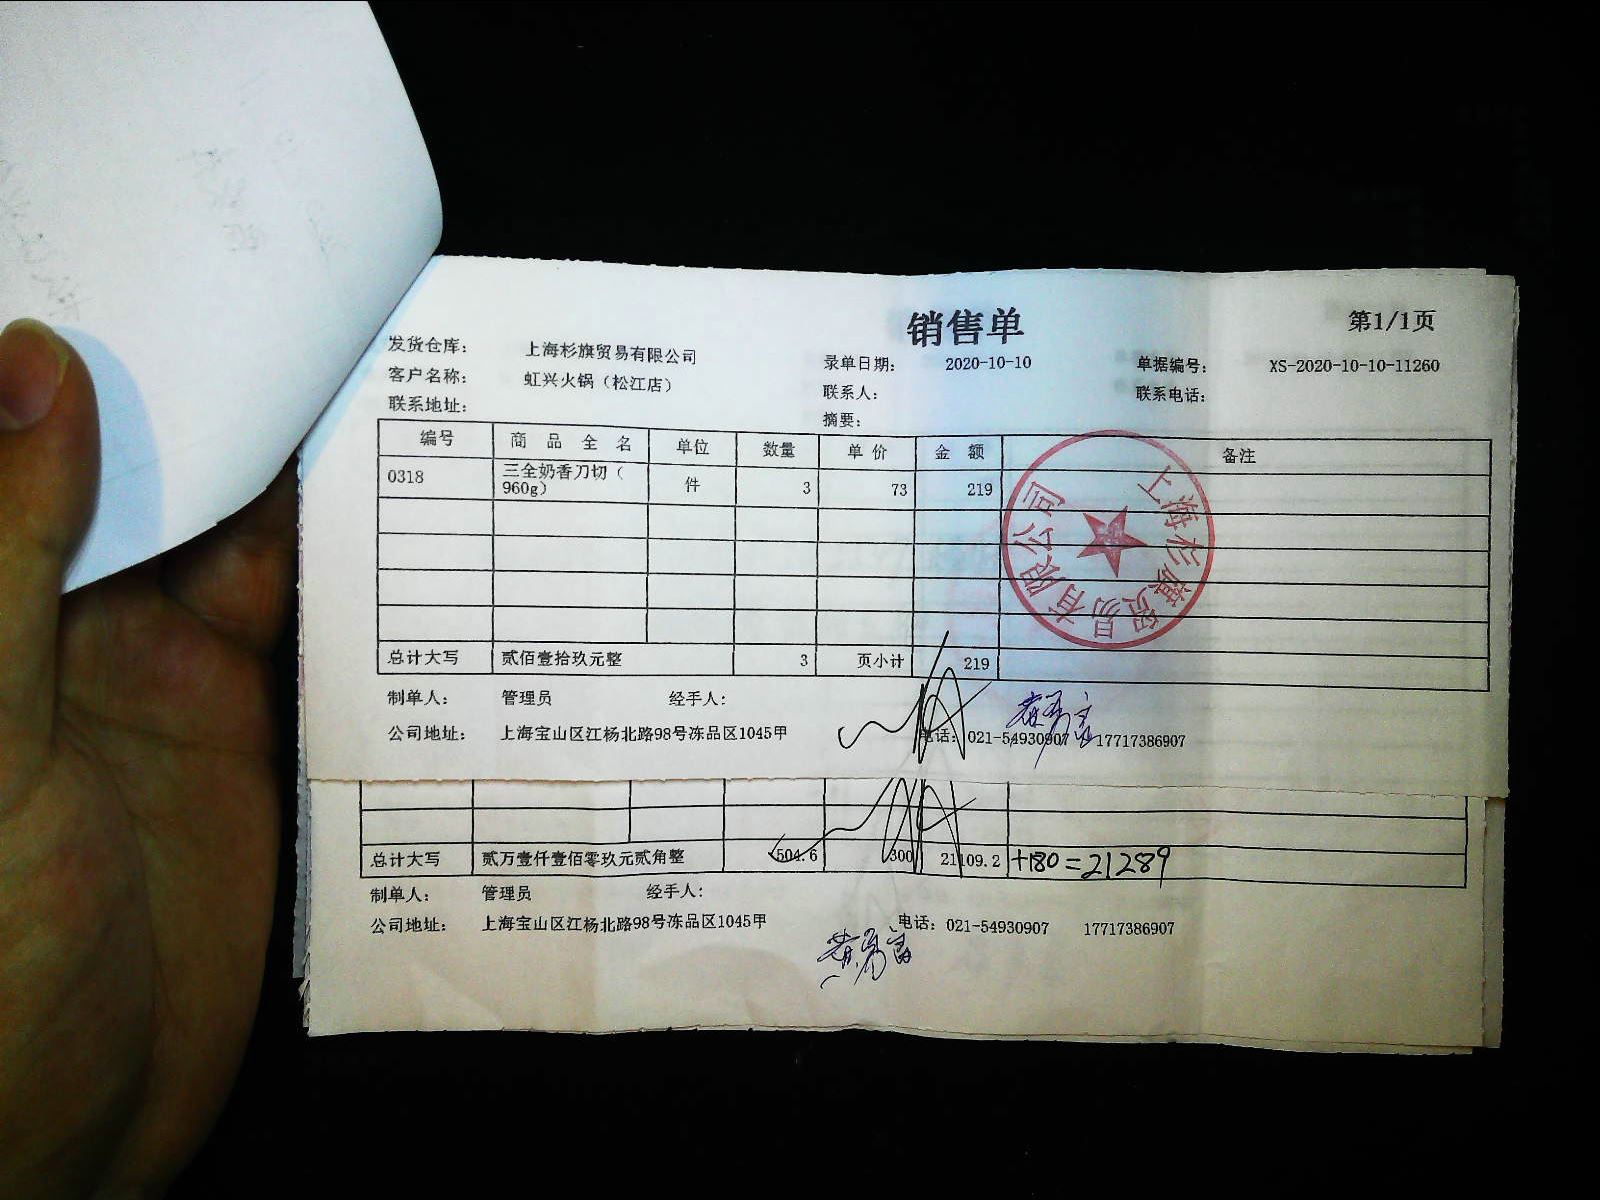 销售单
第1/1页
发货仓库： 上海杉旗贸易有限公司
录单日期： 2020-10-10 单据编号： XS-2020-10-10-11260
客户名称： 虹兴火锅（松江店）
联系人： 联系电话：
联系地址：
摘要：
编号 商品全名 单位 数量 单价 金额 备注
0318 三全奶香刀切（960g） 件 3 73 219
总计大写 贰佰壹拾玖元整 3 页小计 219
上海杉旗贸易有限公司
制单人： 管理员 经手人：
公司地址： 上海宝山区江杨北路98号冻品区1045甲 电话： 021-54930907 17717386907
总计大写 贰万壹仟壹佰零玖元贰角整 504.6 300 21109.2 +180=21289
制单人： 管理员 经手人：
公司地址： 上海宝山区江杨北路98号冻品区1045甲 电话： 021-54930907 17717386907